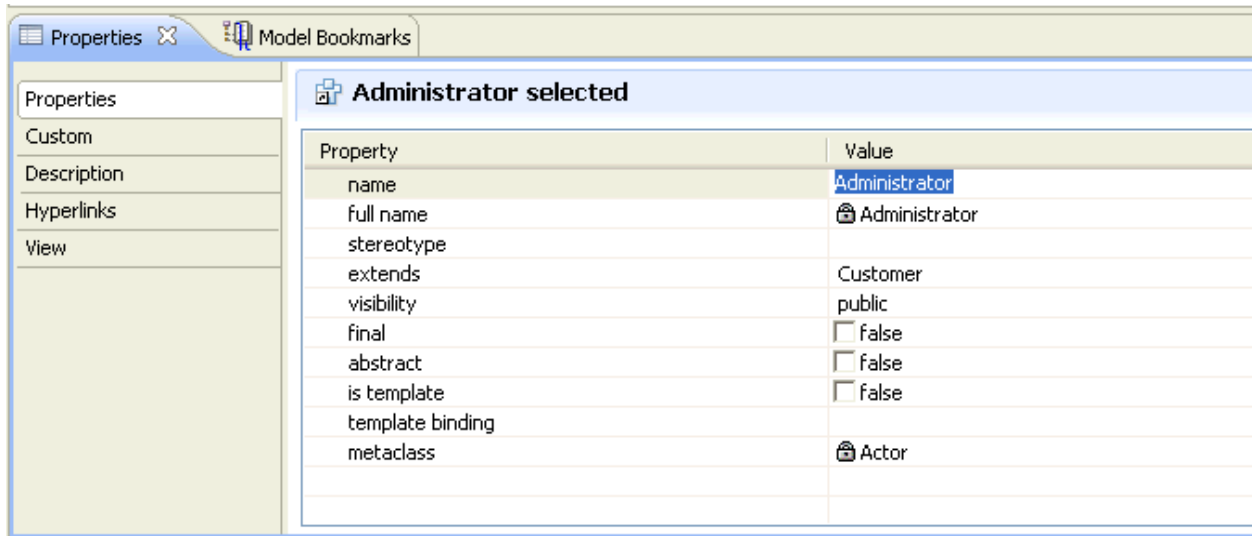 Properties Model Bookmarks
Properties
Custom
Description
Hyperlinks
View
Administrator selected
Property Value
name Administrator
full name Administrator
stereotype
extends Customer
visibility public
final false
abstract false
is template false
template binding
metaclass Actor